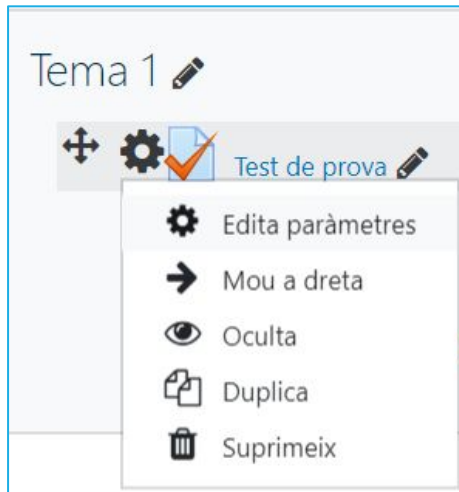 Tema 1
Test de prova
Edita paràmetres
Mou a dreta
Oculta
Duplica
Suprimeix